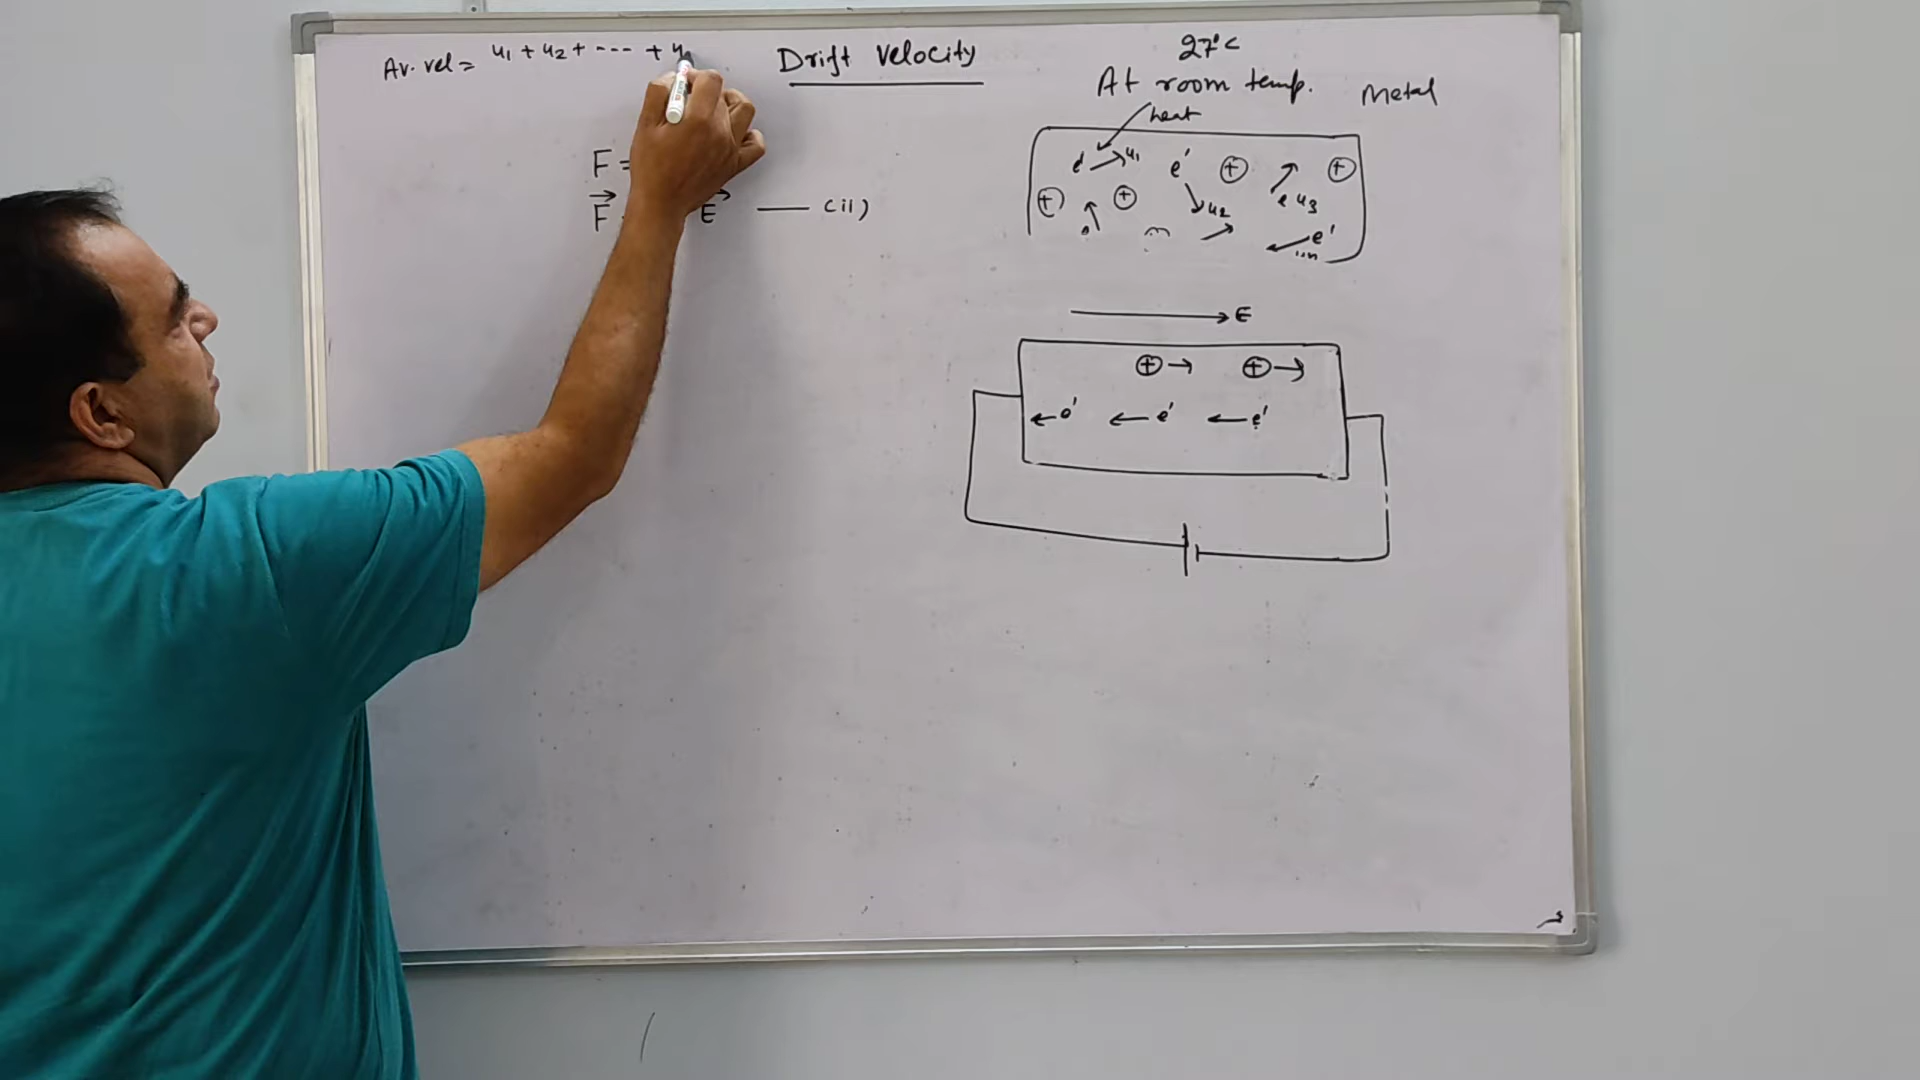 Av. vel = u1 + u2 + --- + u
Drift Velocity
27°C
At room temp.
Metal
heat
e' u1 e' + +
+ + u2 e u3
e'
F =
F E —— (ii)
E
+ +
e' e' e'